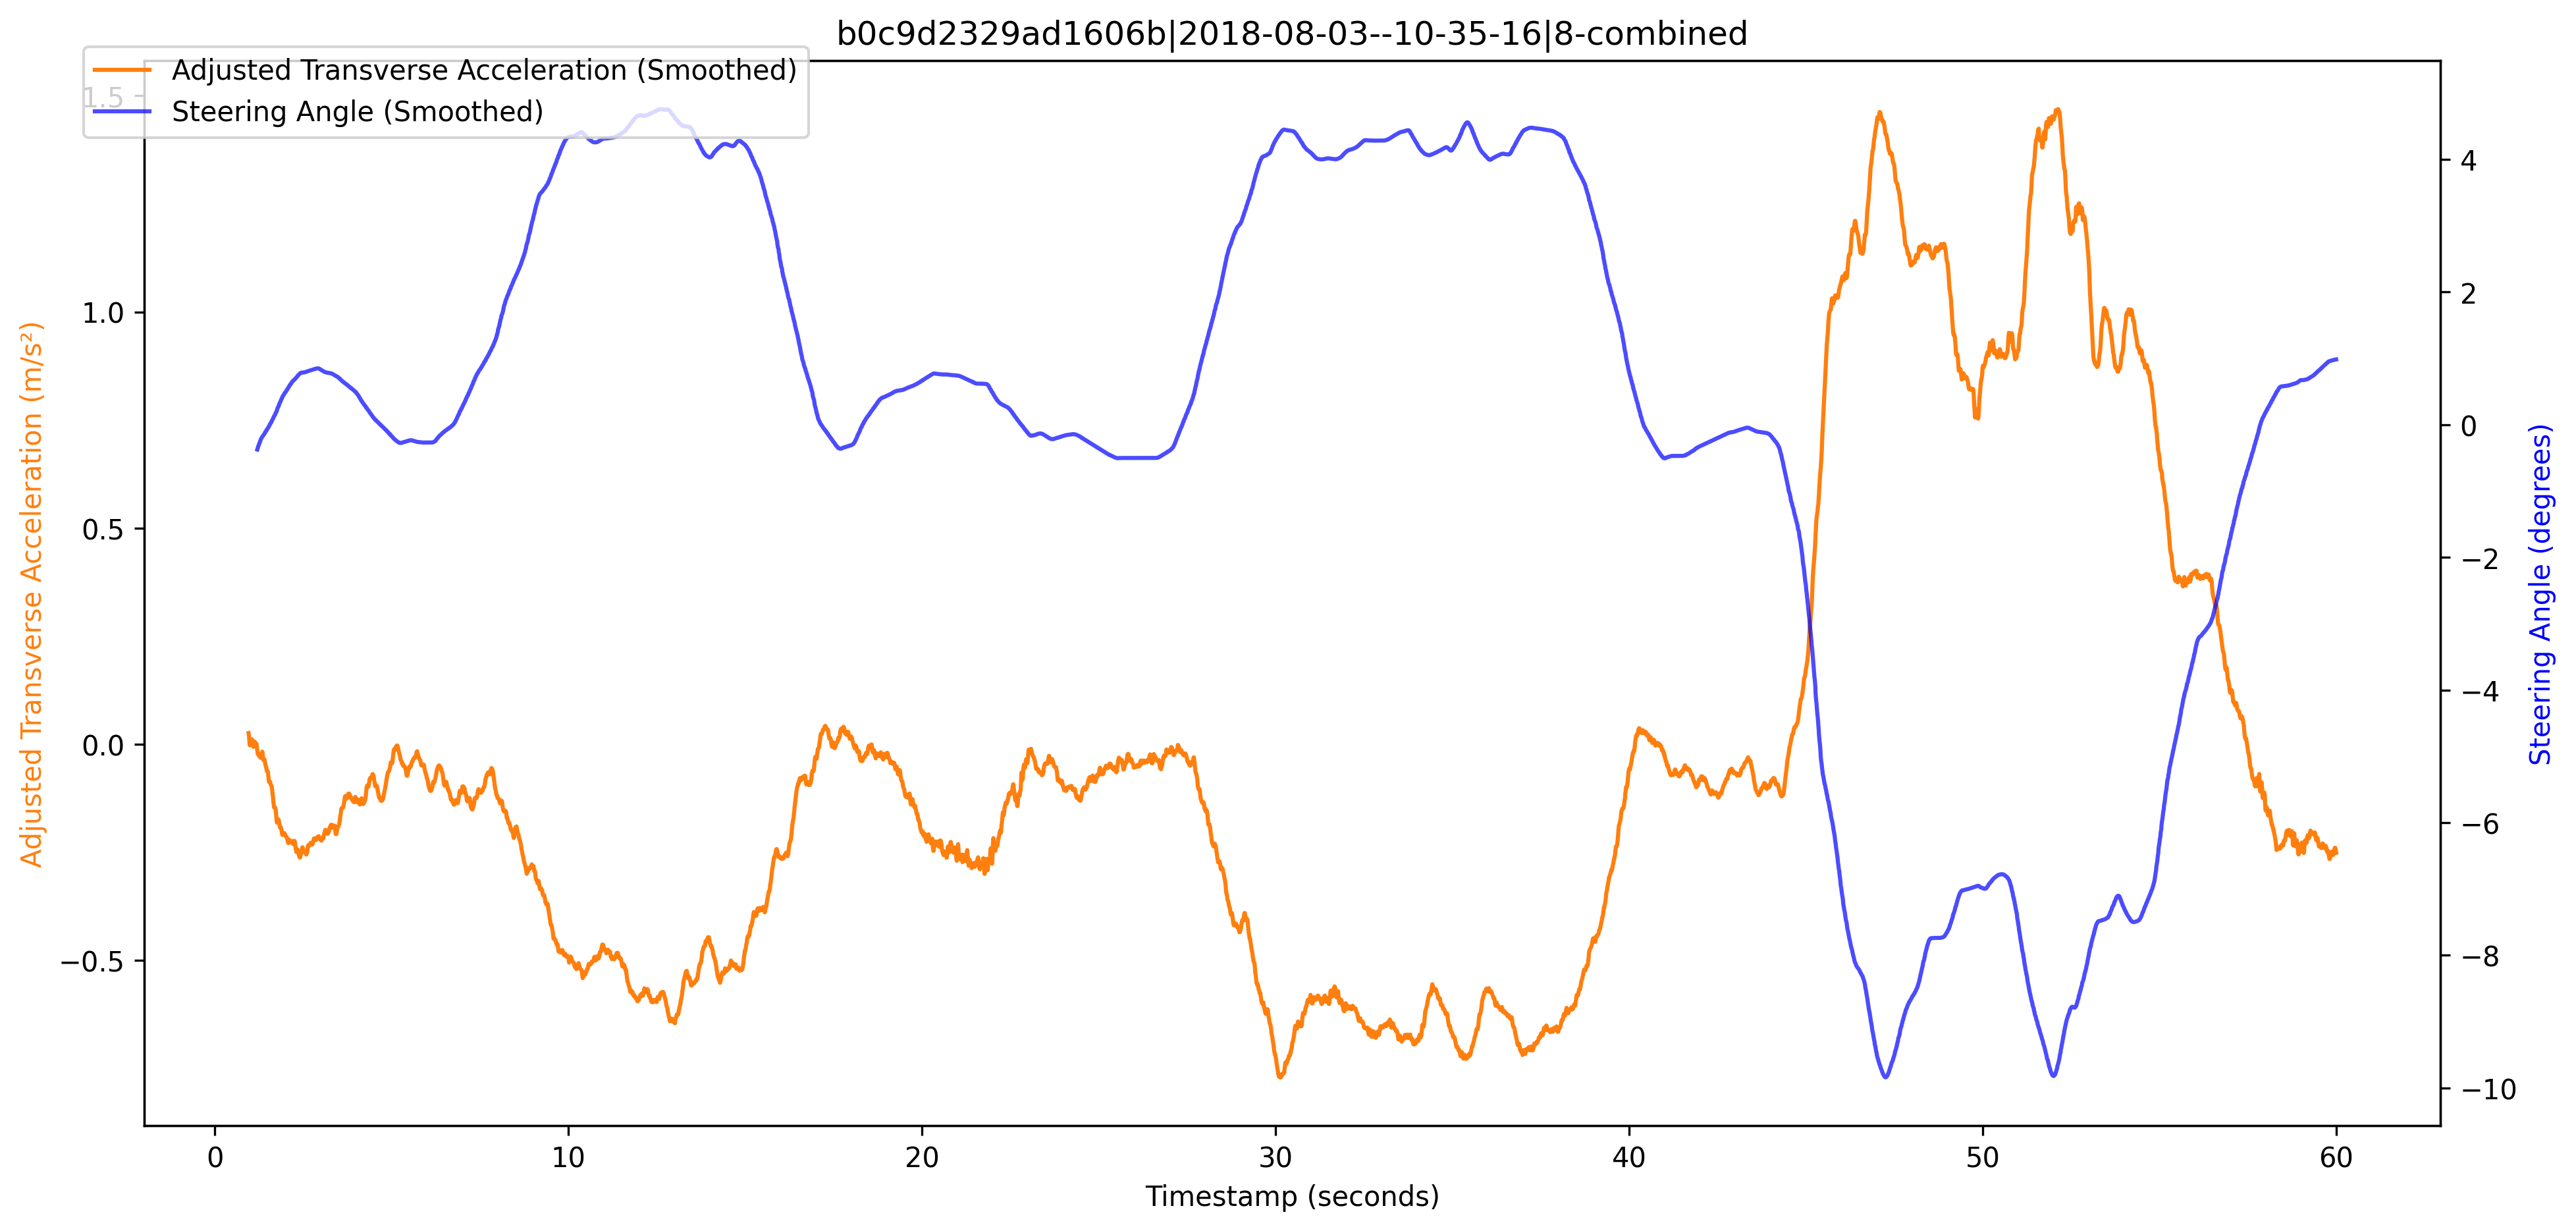 b0c9d2329ad1606b|2018-08-03--10-35-16|8-combined
Adjusted Transverse Acceleration (Smoothed)
Steering Angle (Smoothed)
1.5
1.0
0.5
0.0
−0.5
Adjusted Transverse Acceleration (m/s²)
4
2
0
−2
−4
−6
−8
−10
Steering Angle (degrees)
0 10 20 30 40 50 60
Timestamp (seconds)